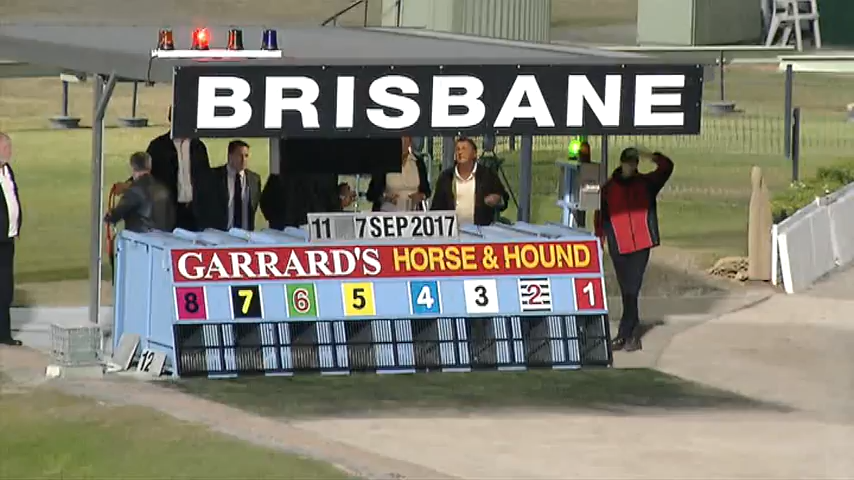 BRISBANE
11 7 SEP 2017
GARRARD'S HORSE & HOUND
8 7 6 5 4 3 2 1
12